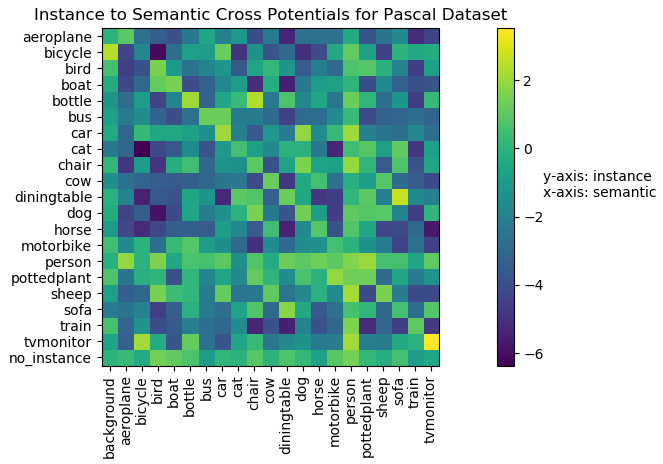 Instance to Semantic Cross Potentials for Pascal Dataset
aeroplane
bicycle
bird
boat
bottle
bus
car
cat
chair
cow
diningtable
dog
horse
motorbike
person
pottedplant
sheep
sofa
train
tvmonitor
no_instance
background
aeroplane
bicycle
bird
boat
bottle
bus
car
cat
chair
cow
diningtable
dog
horse
motorbike
person
pottedplant
sheep
sofa
train
tvmonitor
2
0
−2
−4
−6
y-axis: instance
x-axis: semantic